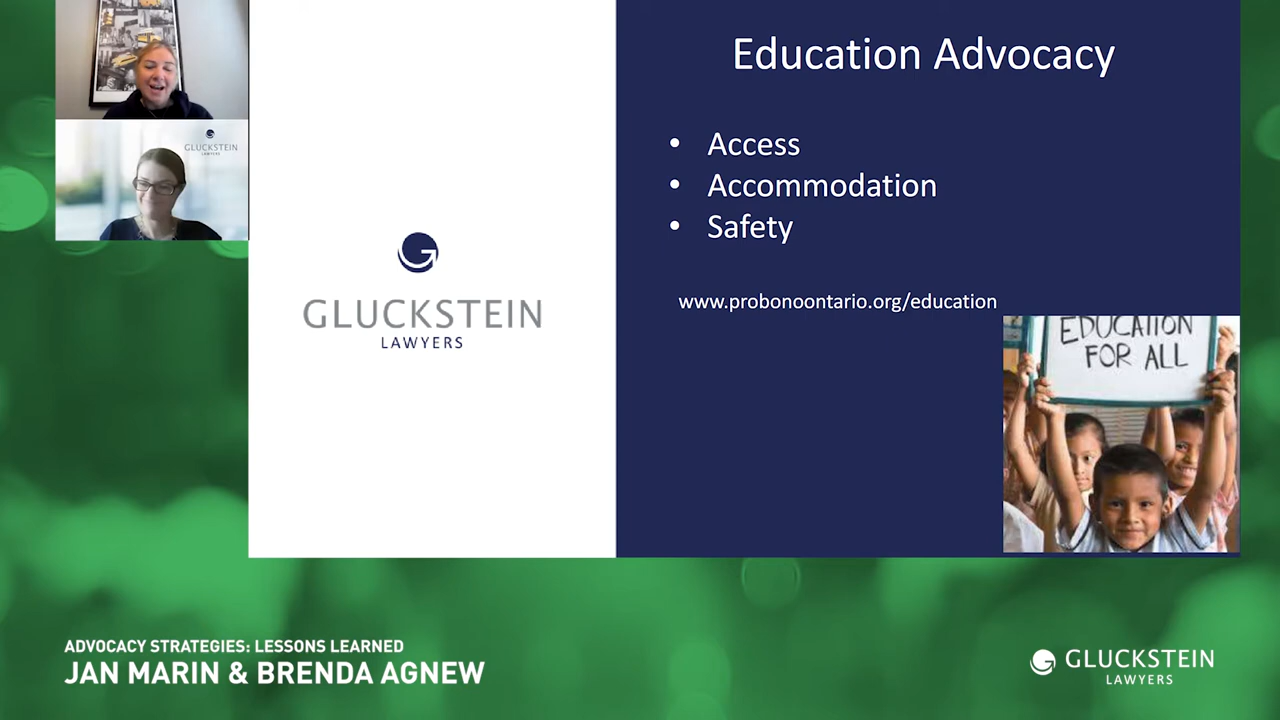 GLUCKSTEIN
LAWYERS
GLUCKSTEIN
LAWYERS
Education Advocacy
• Access
• Accommodation
• Safety
www.probonoontario.org/education
EDUCATION
FOR ALL
ADVOCACY STRATEGIES: LESSONS LEARNED
JAN MARIN & BRENDA AGNEW
GLUCKSTEIN
LAWYERS